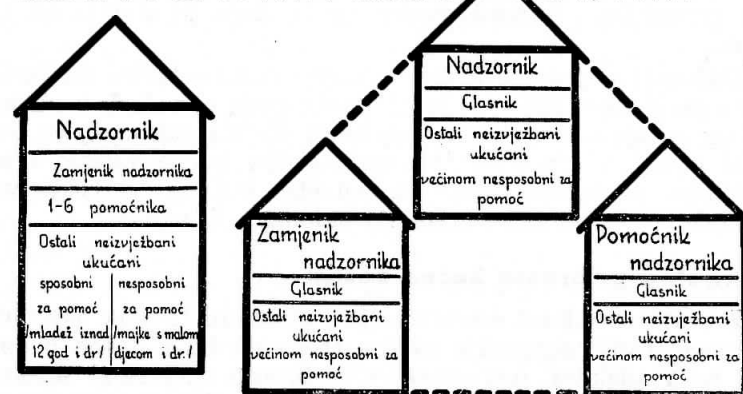 Nadzornik
Zamjenik nadzornika
1-6 pomoćnika
Ostali neizvježbani
ukućani
sposobni
za pomoć
/mladež iznad
12 god i dr/
nesposobni
za pomoć
/majke s malom
djecom i dr./
Nadzornik
Glasnik
Ostali neizvježbani
ukućani
većinom nesposobni za
pomoć
Zamjenik
nadzornika
Glasnik
Ostali neizvježbani
ukućani
većinom nesposobni za
pomoć
Pomoćnik
nadzornika
Glasnik
Ostali neizvježbani
ukućani
većinom nesposobni za
pomoć